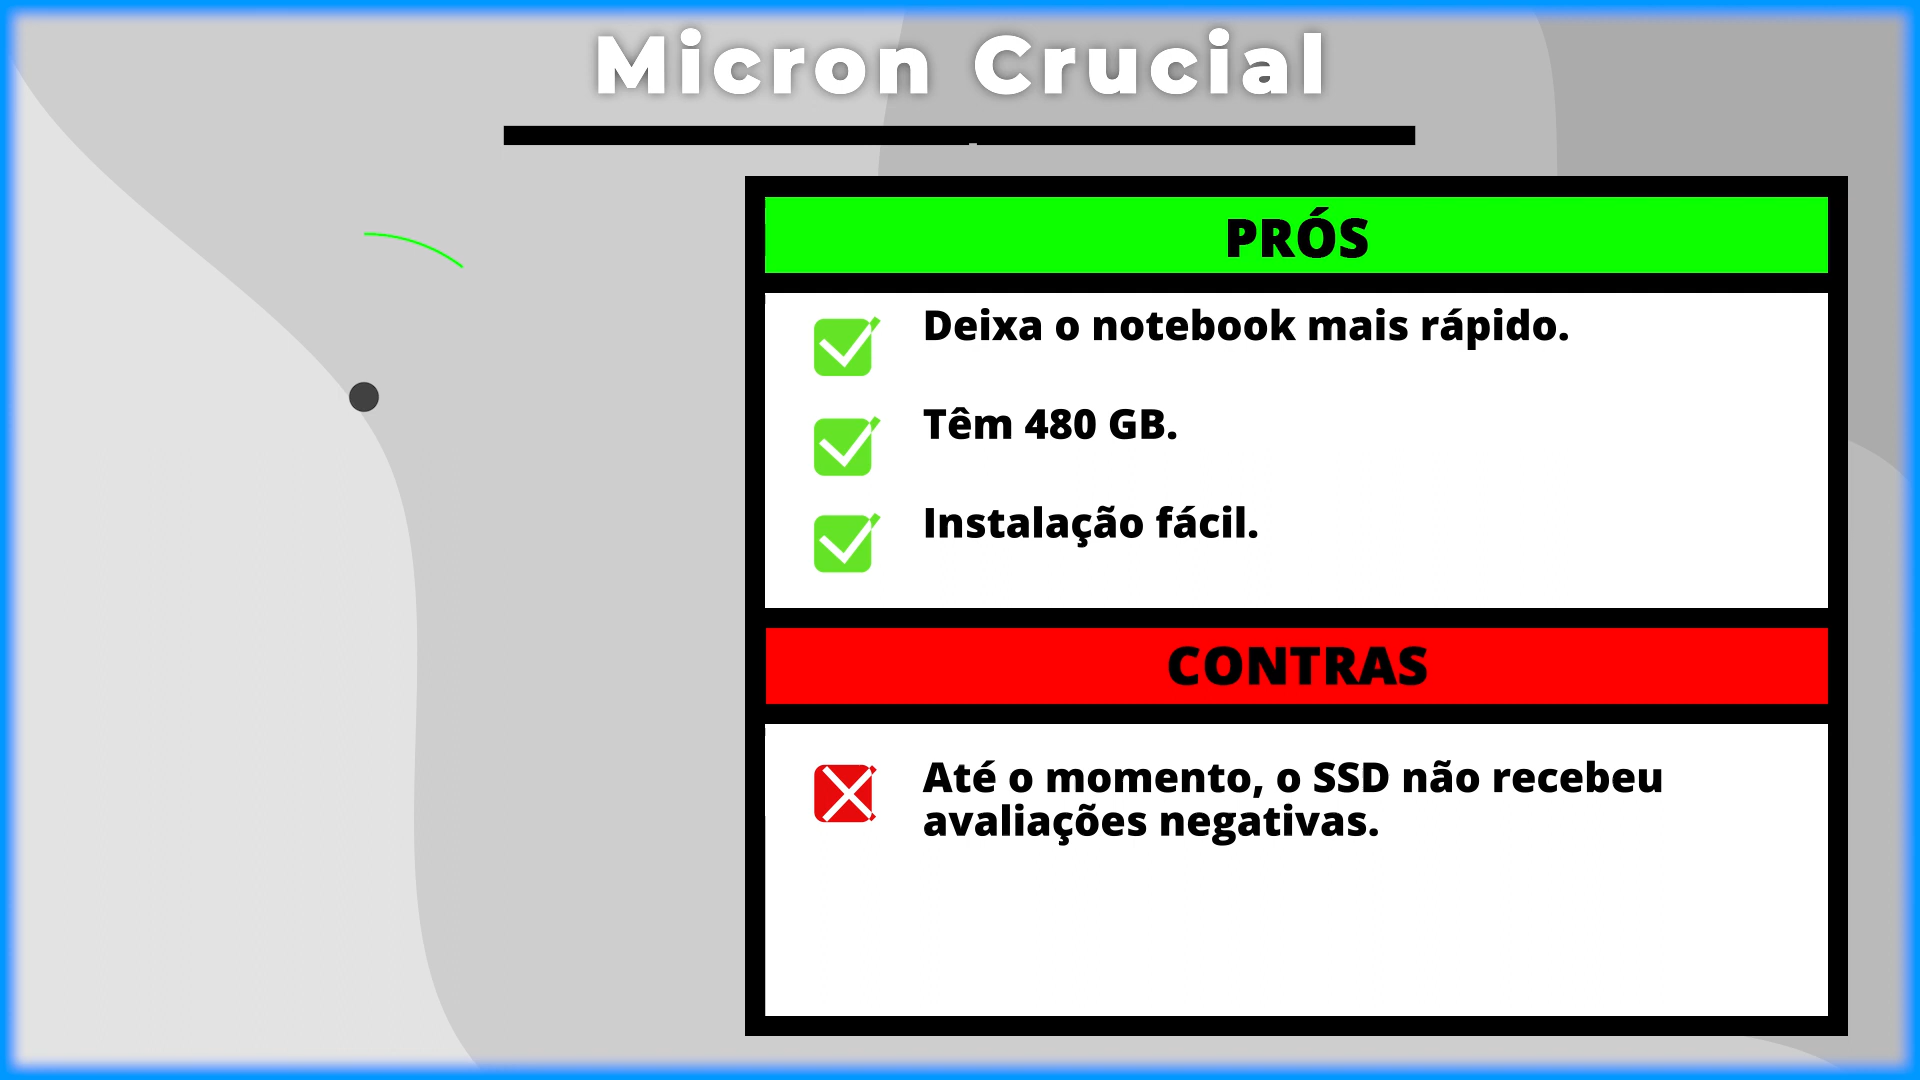 Micron Crucial
PRÓS
Deixa o notebook mais rápido.
Têm 480 GB.
Instalação fácil.
CONTRAS
Até o momento, o SSD não recebeu
avaliações negativas.